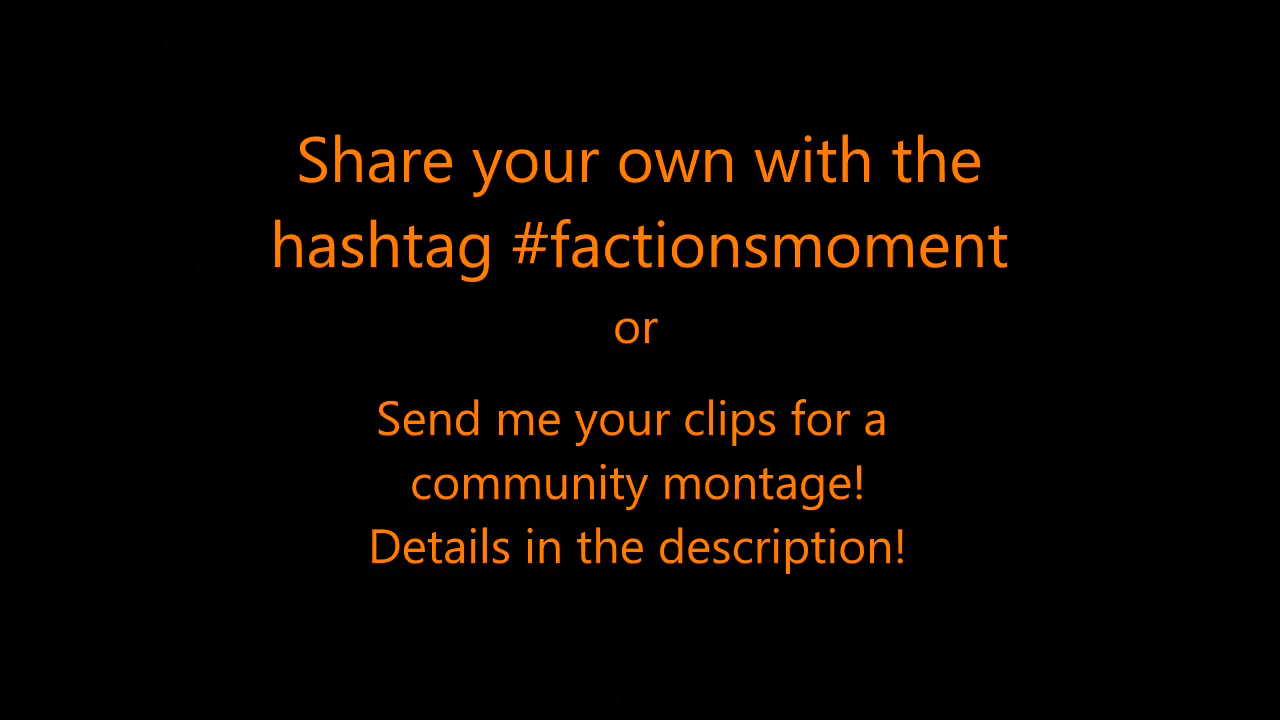 Share your own with the
hashtag #factionsmoment
or
Send me your clips for a
community montage!
Details in the description!